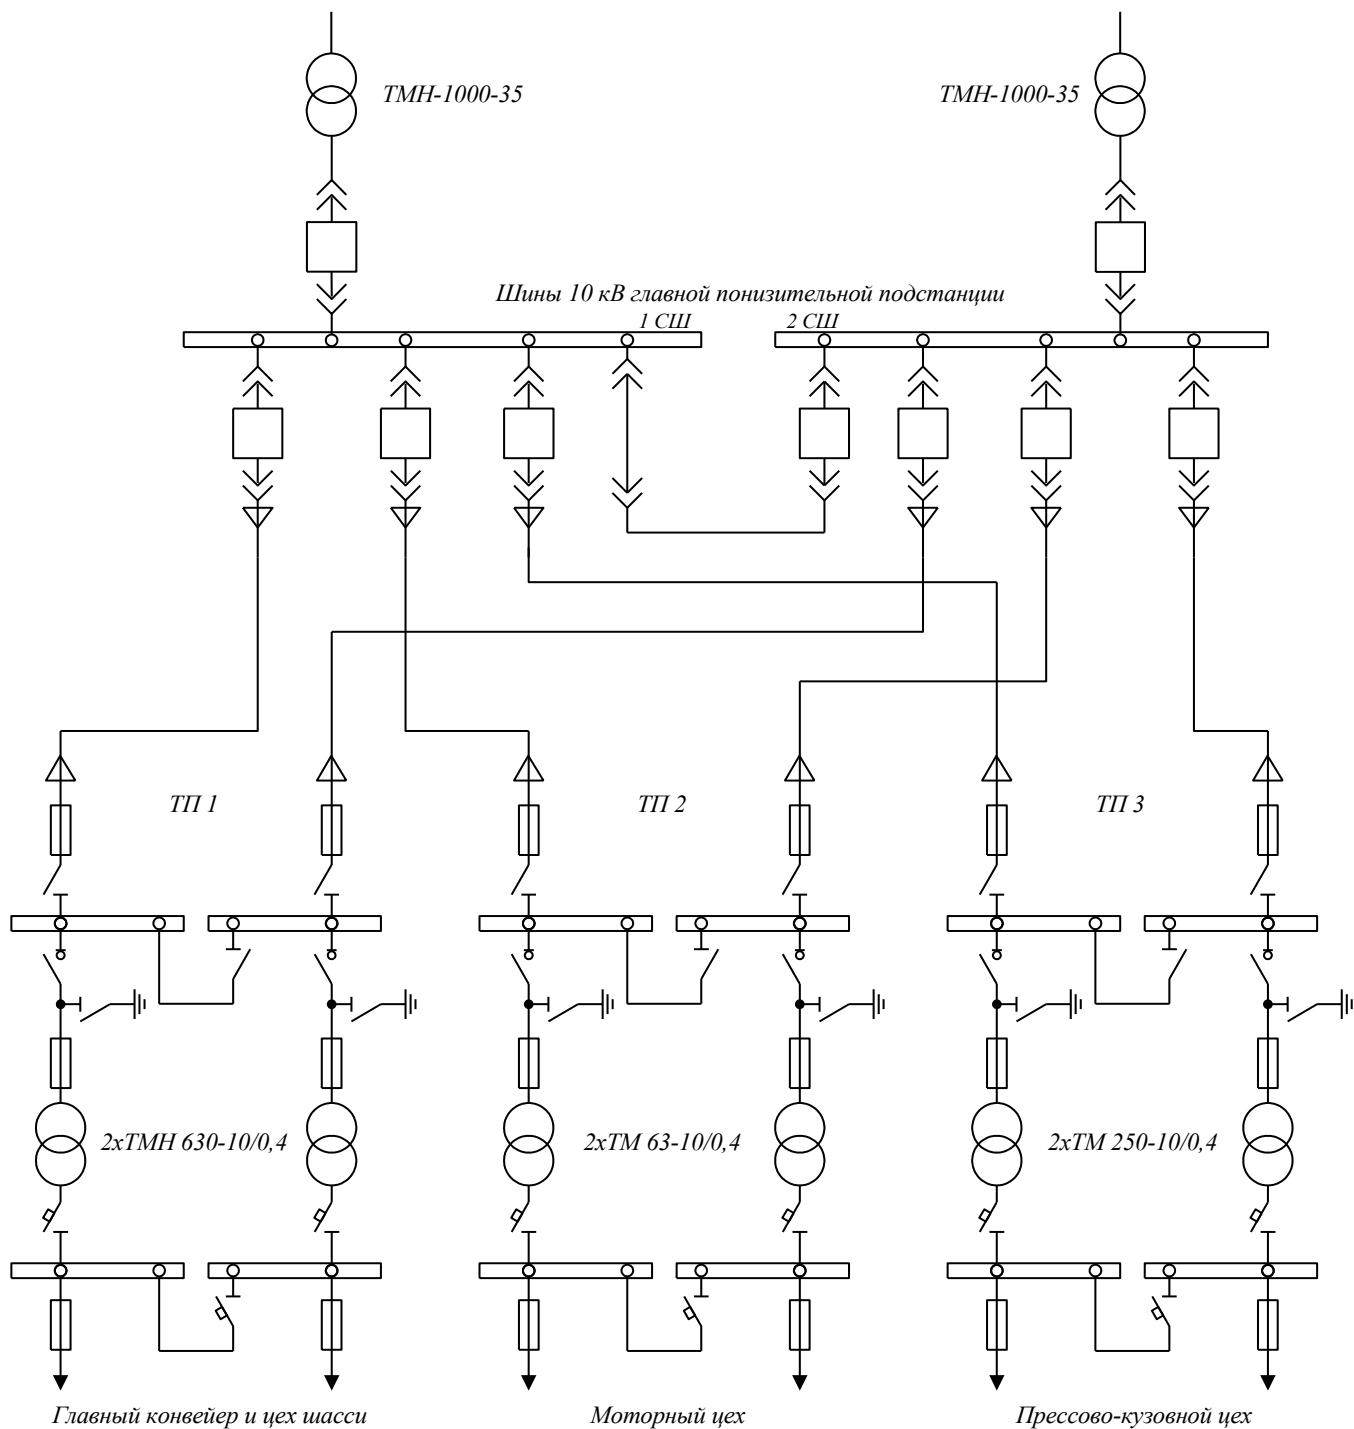 ТМН-1000-35
ТМН-1000-35
Шины 10 кВ главной понизительной подстанции
1 СШ
2 СШ
ТП 1
ТП 2
ТП 3
2хТМН 630-10/0,4
2хТМ 63-10/0,4
2хТМ 250-10/0,4
Главный конвейер и цех шасси
Моторный цех
Прессово-кузовной цех